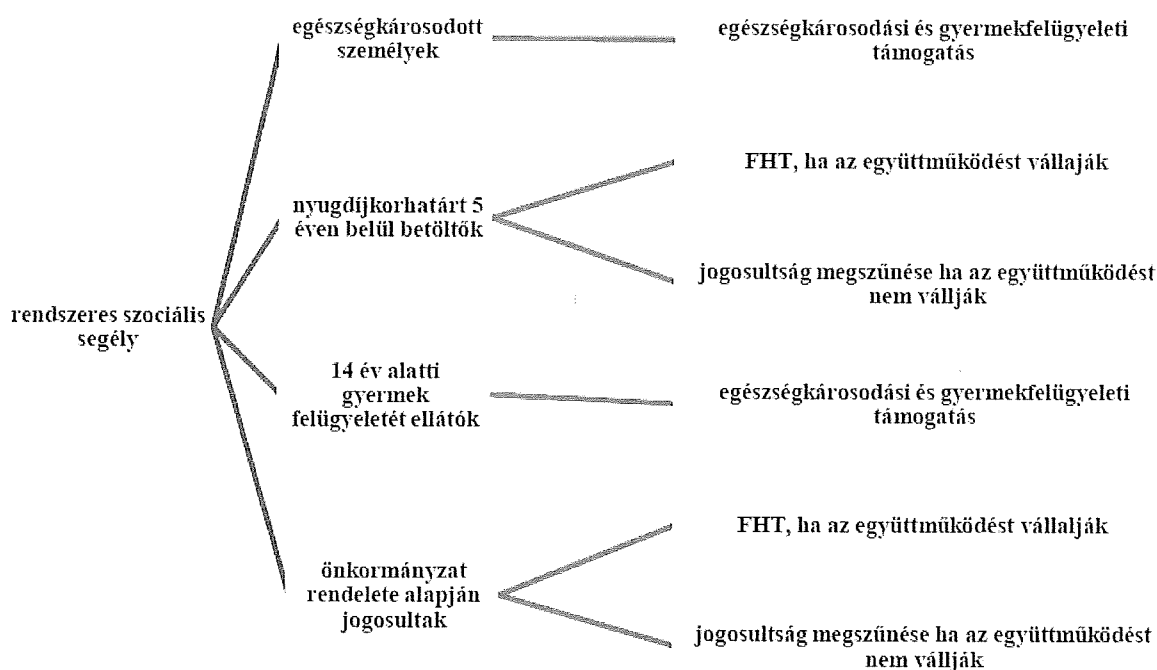 egészségkárosodott
személyek
egészségkárosodási és gyermekfelügyeleti
támogatás
FHT, ha az együttműködést vállaják
nyugdíjkorhatárt 5
éven belül betöltők
jogosultság megszűnése ha az együttműködést
nem vállják
rendszeres szociális
segély
14 év alatti
gyermek
felügyeletét ellátók
egészségkárosodási és gyermekfelügyeleti
támogatás
FHT, ha az együttműködést vállalják
önkormányzat
rendelete alapján
jogosultak
jogosultság megszűnése ha az együttműködést
nem vállják